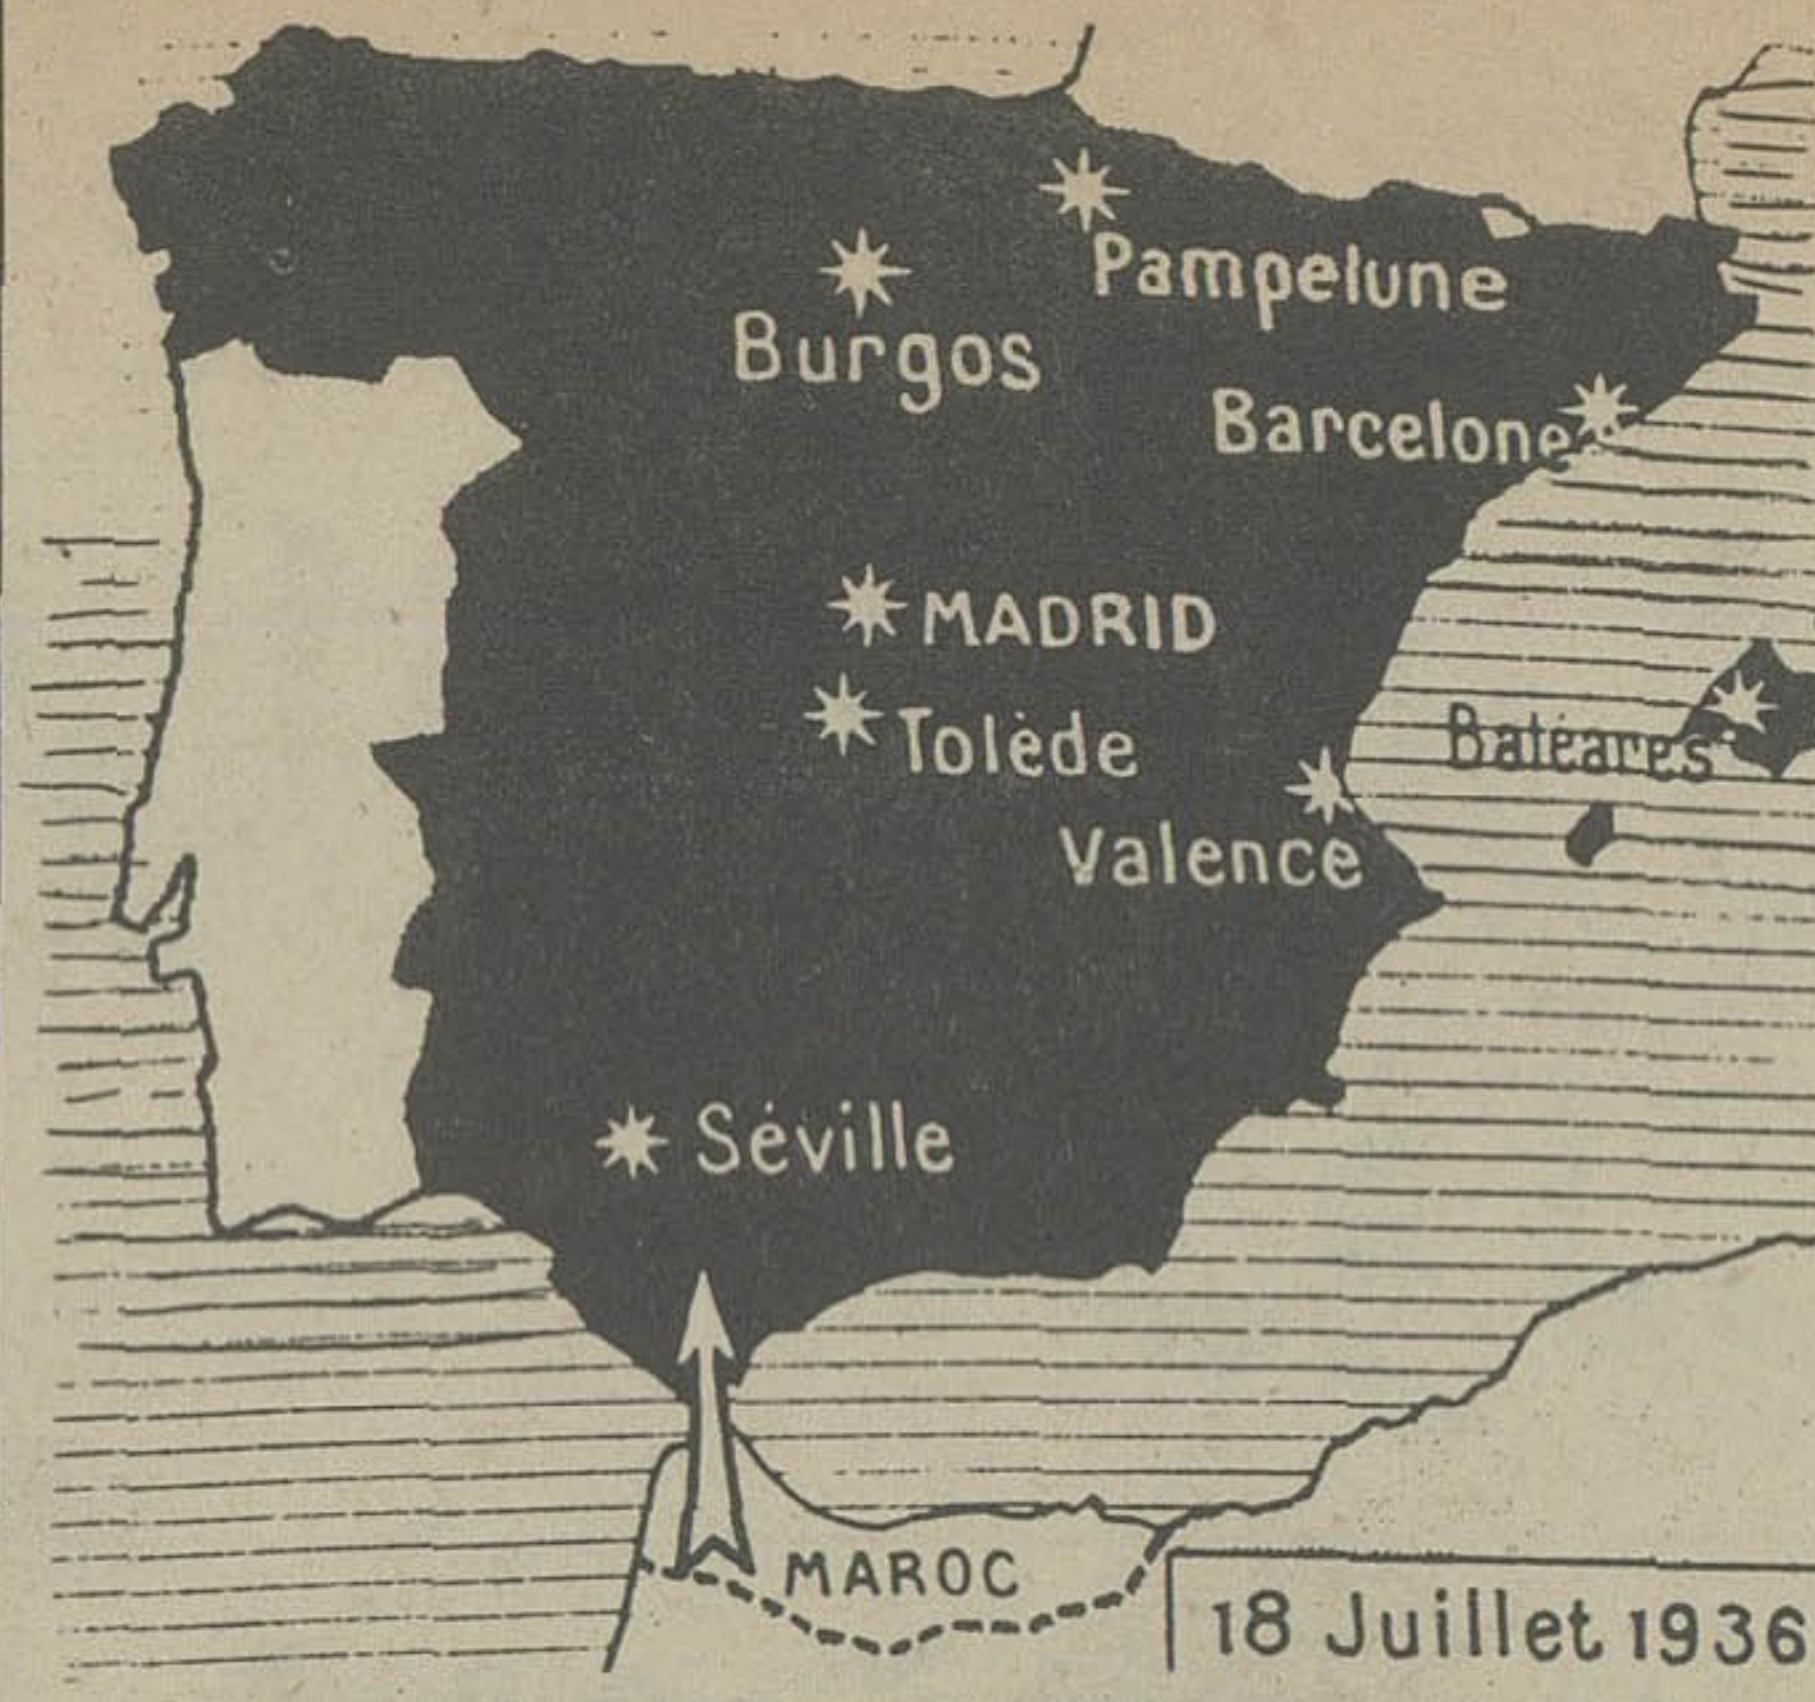 Pampelune
Burgos
Barcelone
MADRID
Tolède
Baléares
Valence
Séville
MAROC
18 Juillet 1936